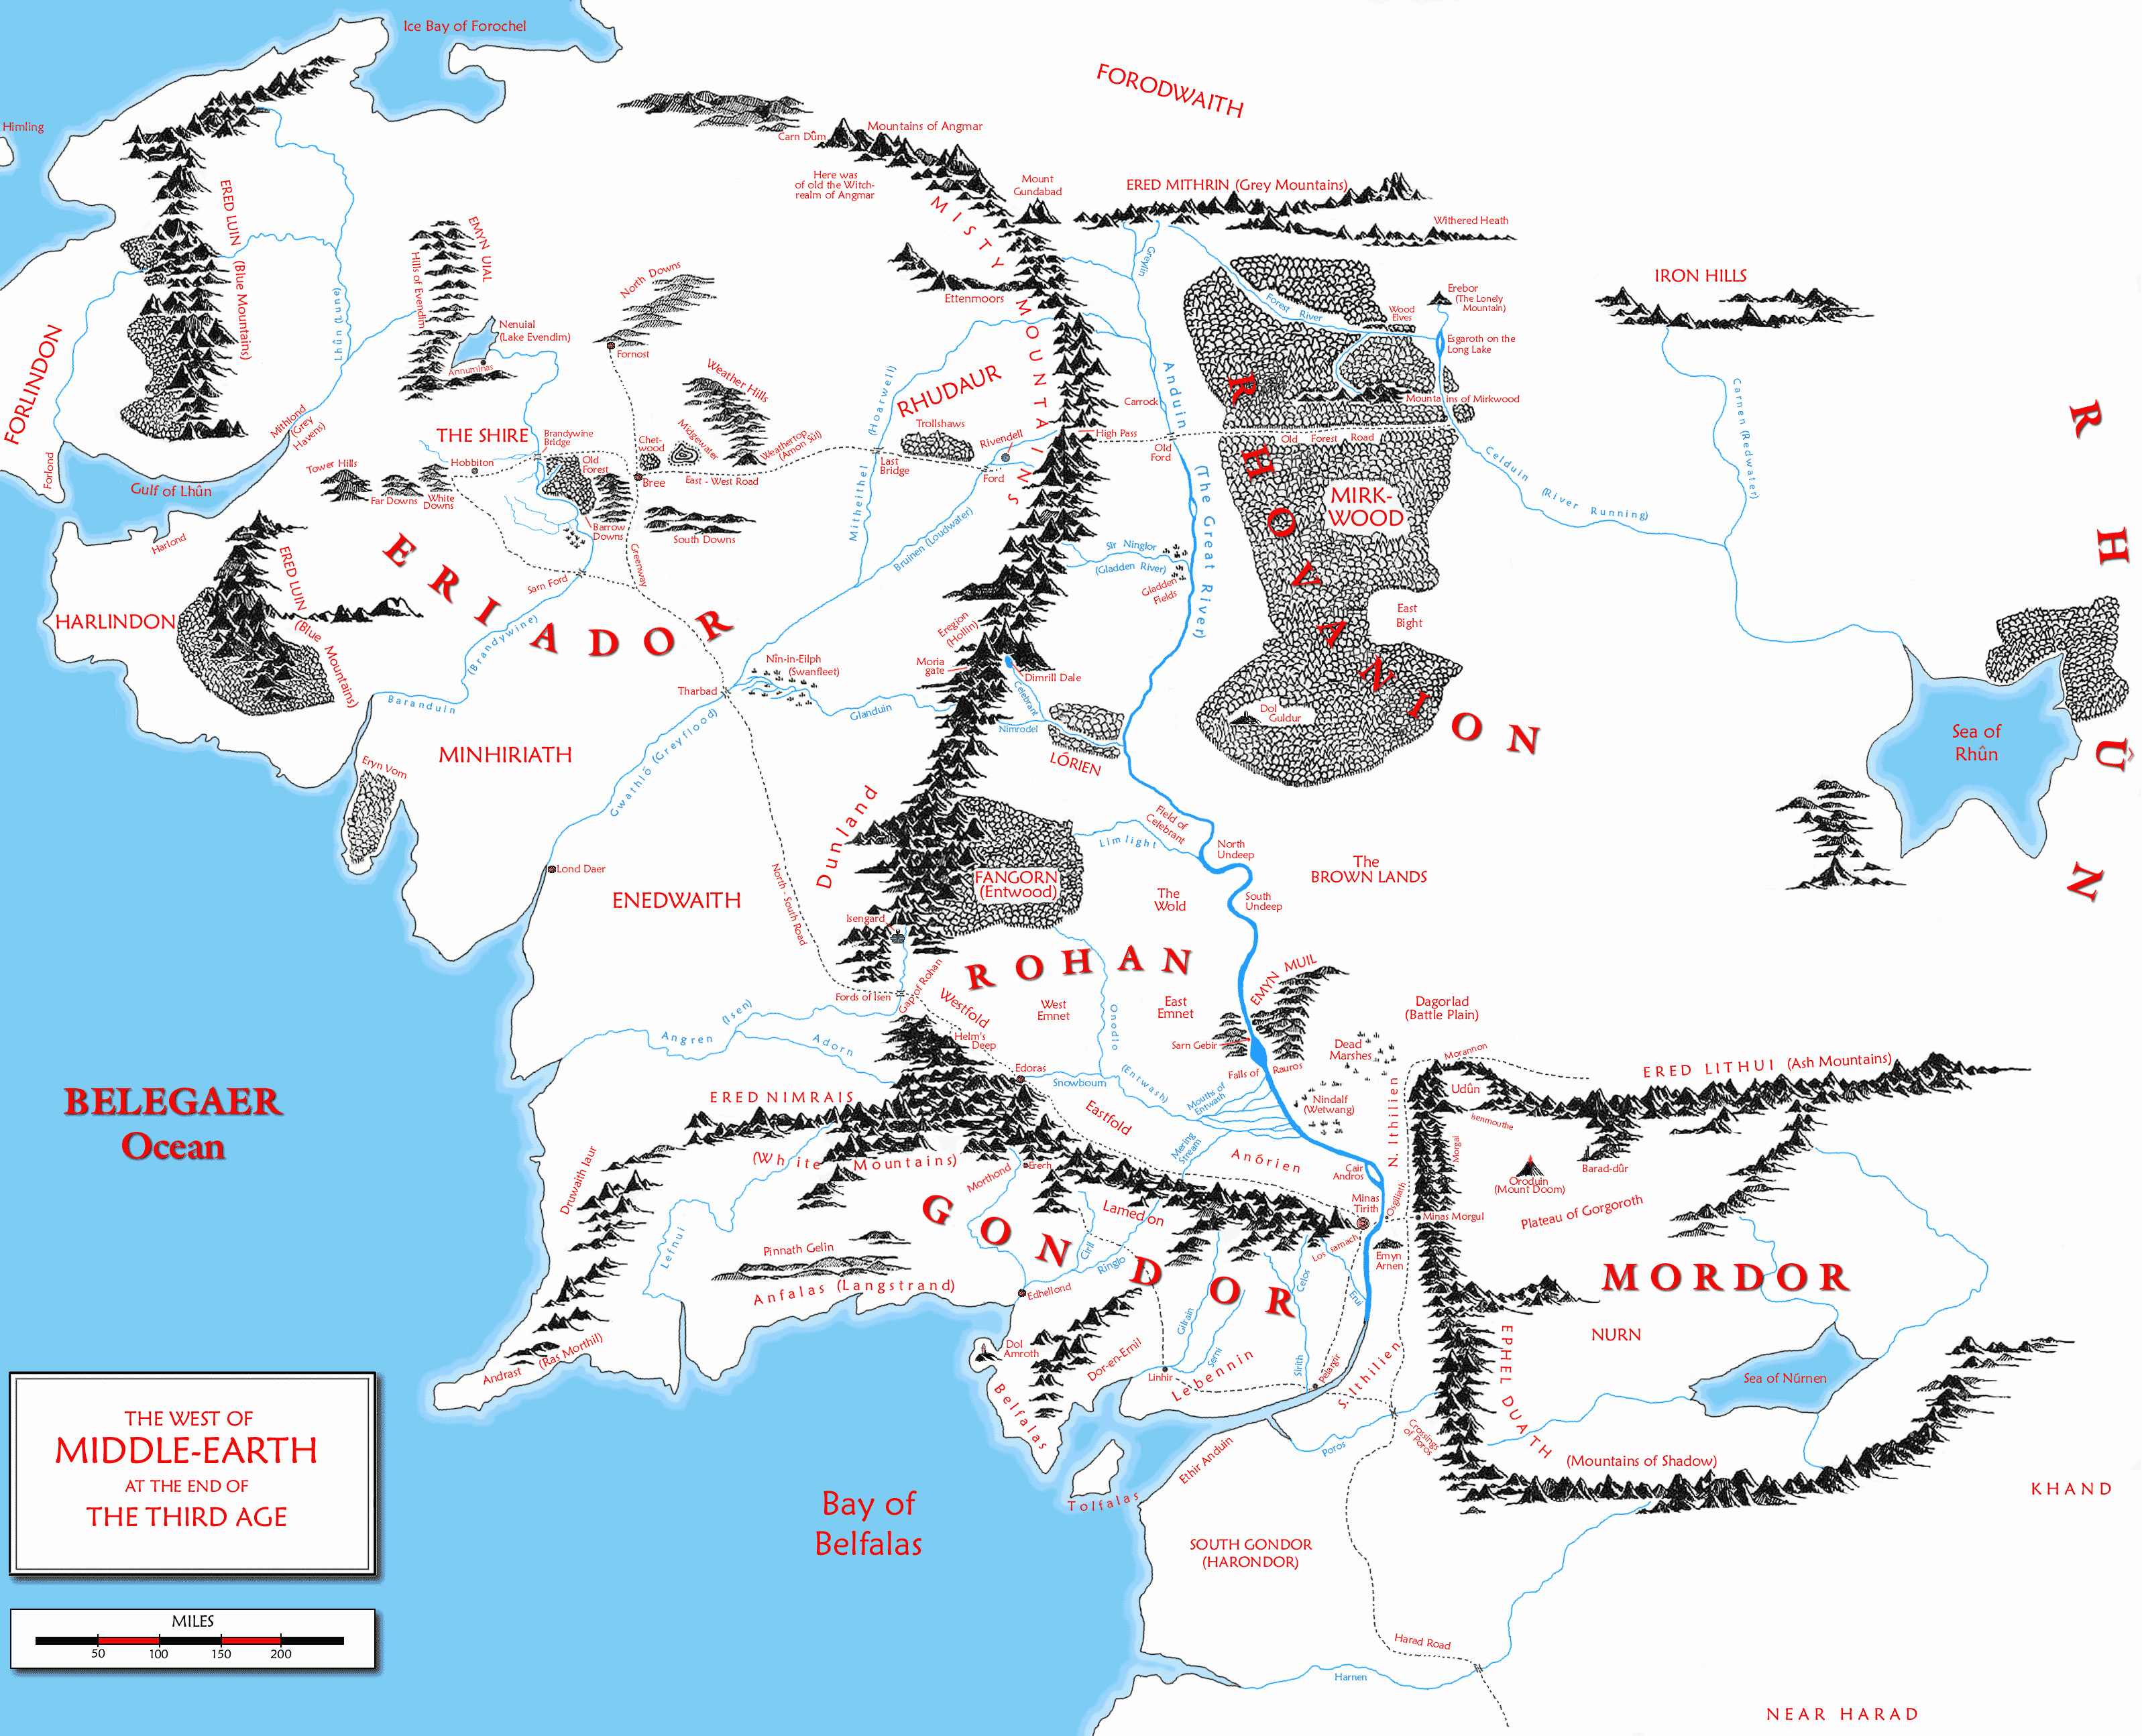 Ice Bay of Forochel
FORODWAITH
Himling
Carn Dûm
Mountains of Angmar
Here was
of old the Witch-
realm of Angmar
Mount
Gundabad
ERED MITHRIN (Grey Mountains)
Withered Heath
MISTY MOUNTAINS
ERED LUIN (Blue Mountains)
EMYN UIAL
Hills of Evendim
Lhûn (Lune)
North Downs
Ettenmoors
Greylin
Forest River
Wood
Elves
Erebor
(The Lonely
Mountain)
Esgaroth on the
Long Lake
IRON HILLS
FORLINDON
Nenuial
(Lake Evendim)
Annuminas
Fornost
Weather Hills
RHUDAUR
Anduin
(The Great River)
Carrock
Mountains of Mirkwood
Carnen (Redwater)
RHÛN
Mithlond
(Grey
Havens)
THE SHIRE
Brandywine
Bridge
Hobbiton
Old
Forest
Chet-
wood
Midgewater
Weathertop
(Amon Sûl)
Mitheithel (Hoarwell)
Last
Bridge
Trollshaws
Rivendell
Ford
High Pass
Old
Ford
Old Forest Road
RHOVANION
MIRK-
WOOD
Celduin (River Running)
Forlond
Tower Hills
Far Downs
White
Downs
Bree
East - West Road
Gulf of Lhûn
Barrow
Downs
South Downs
Greenway
Harlond
ERED LUIN (Blue Mountains)
Sarn Ford
Bruinen (Loudwater)
Sîr Ninglor
(Gladden River)
Gladden
Fields
East
Bight
HARLINDON
ERIADOR
Eregion
(Hollin)
Moria
gate
Dimrill Dale
Celebrant
Nimrodel
Baranduin (Brandywine)
Tharbad
Nîn-in-Eilph
(Swanfleet)
Glanduin
Dol
Guldur
LÓRIEN
Sea of
Rhûn
MINHIRIATH
Eryn Vorn
Gwathló (Greyflood)
Dunland
Field of
Celebrant
Limlight
North
Undeep
South
Undeep
The
BROWN LANDS
Lond Daer
ENEDWAITH
North - South Road
FANGORN
(Entwood)
The
Wold
Isengard
ROHAN
Fords of Isen
Gap of Rohan
Westfold
West
Emnet
East
Emnet
EMYN MUIL
Dagorlad
(Battle Plain)
Angren (Isen)
Adorn
Helm's
Deep
Onodló (Entwash)
Sarn Gebir
Dead
Marshes
Morannon
ERED LITHUI (Ash Mountains)
BELEGAER
Ocean
ERED NIMRAIS
(White Mountains)
Edoras
Snowbourn
Falls of Rauros
Mouths of
Entwash
Nindalf
(Wetwang)
N. Ithilien
Udûn
Isenmouthe
Eastfold
Mering
Stream
Anórien
Cair
Andros
Morgai
Barad-dûr
Oroduin
(Mount Doom)
Plateau of Gorgoroth
Druwaith Iaur
Morthond
Erech
Lamedon
Minas
Tirith
Osgiliath
Minas Morgul
GONDOR
Lefnui
Pinnath Gelin
Anfalas (Langstrand)
Ciril
Ringlo
Edhellond
Los
Emyn
Arnen
Celos
Erui
MORDOR
NURN
Andrast (Ras Morthil)
Dol
Amroth
Dor-en-Ernil
Gilrain
Serni
Linhir
Lebennin
Sirith
Pelargir
S. Ithilien
EPHEL DUATH
(Mountains of Shadow)
Sea of Nûrnen
Belfalas
Crossings
of Poros
Poros
Ethir Anduin
Tolfalas
KHAND
Bay of
Belfalas
SOUTH GONDOR
(HARONDOR)
Harad Road
Harnen
NEAR HARAD
THE WEST OF
MIDDLE-EARTH
AT THE END OF
THE THIRD AGE
MILES
50 100 150 200